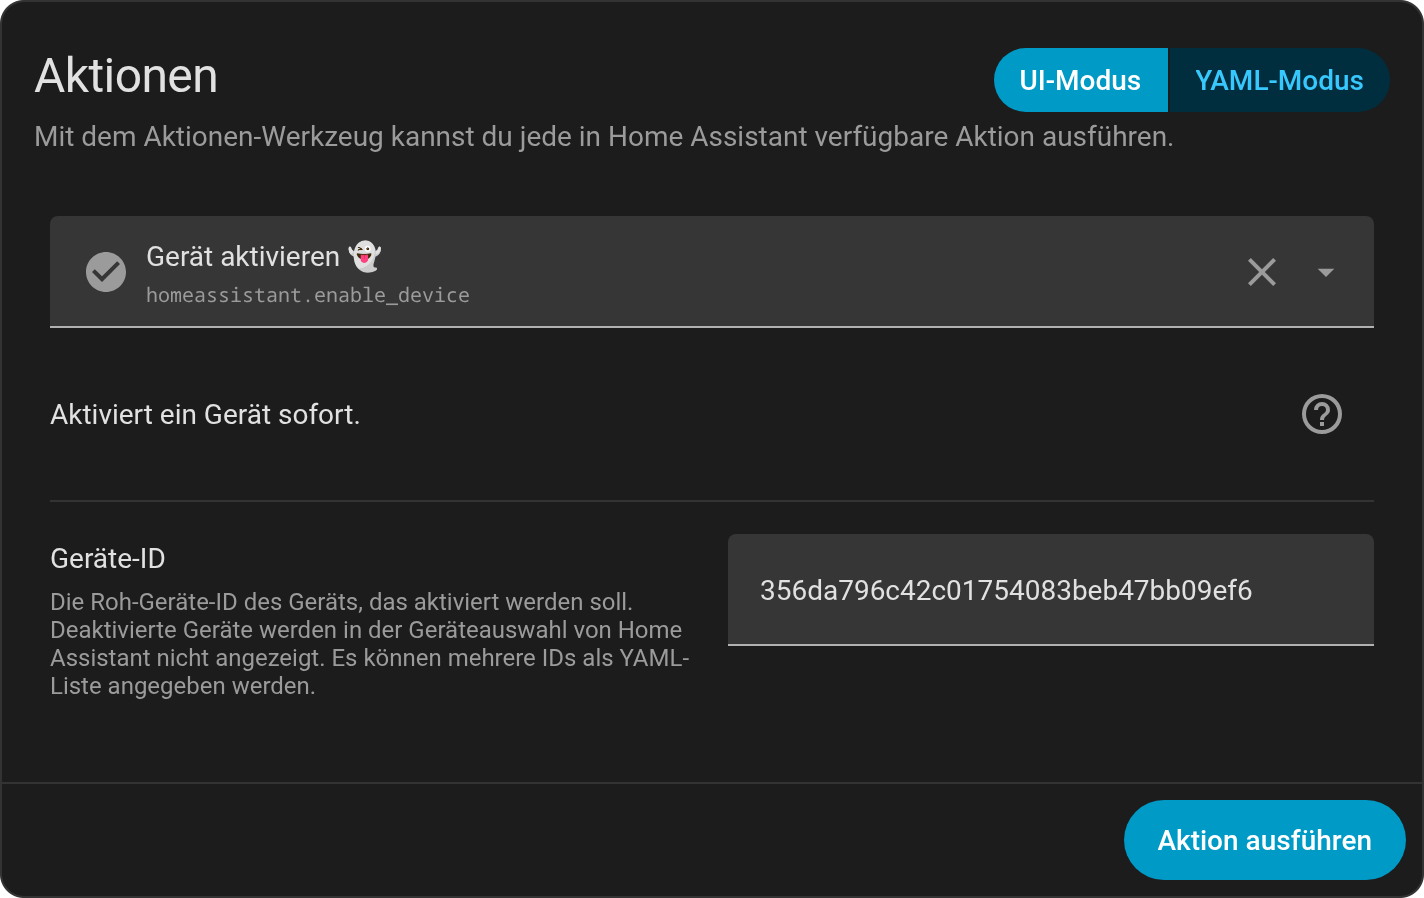 Aktionen
UI-Modus
YAML-Modus
Mit dem Aktionen-Werkzeug kannst du jede in Home Assistant verfügbare Aktion ausführen.
Gerät aktivieren 👻
homeassistant.enable_device
Aktiviert ein Gerät sofort.
Geräte-ID
Die Roh-Geräte-ID des Geräts, das aktiviert werden soll.
Deaktivierte Geräte werden in der Geräteauswahl von Home
Assistant nicht angezeigt. Es können mehrere IDs als YAML-
Liste angegeben werden.
356da796c42c01754083beb47bb09ef6
Aktion ausführen